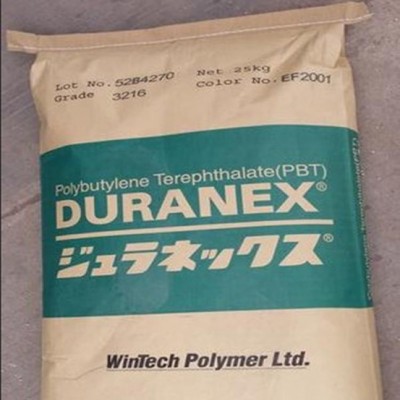 Lot No. 52B4270 Net 25kg
Grade 3216 Color No. EF2001
Polybutylene Terephthalate(PBT)
DURANEX®
ジュラネックス®
WinTech Polymer Ltd.